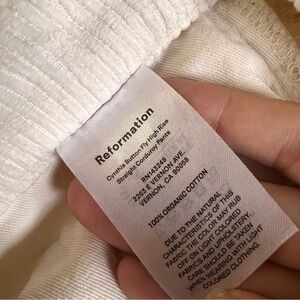 Reformation
Cynthia Button Fly High Rise
Straight Corduroy Pants
RN143246
2263 E VERNON AVE.
VERNON, CA 90058
100% ORGANIC COTTON
DUE TO THE NATURAL
CHARACTERISTICS OF THIS
FABRIC THE COLOR MAY RUB
OFF ON LIGHT-COLORED
FABRICS AND UPHOLSTERY.
CARE SHOULD BE TAKEN
WHEN WEARING WITH LIGHT
COLORED CLOTHING.